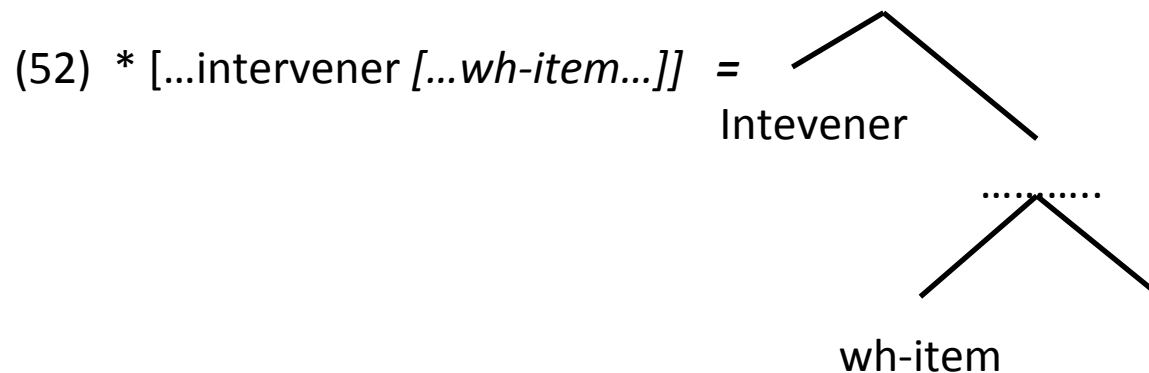 (52) * [...intervener [...wh-item...]] =
Intevener
...........
wh-item